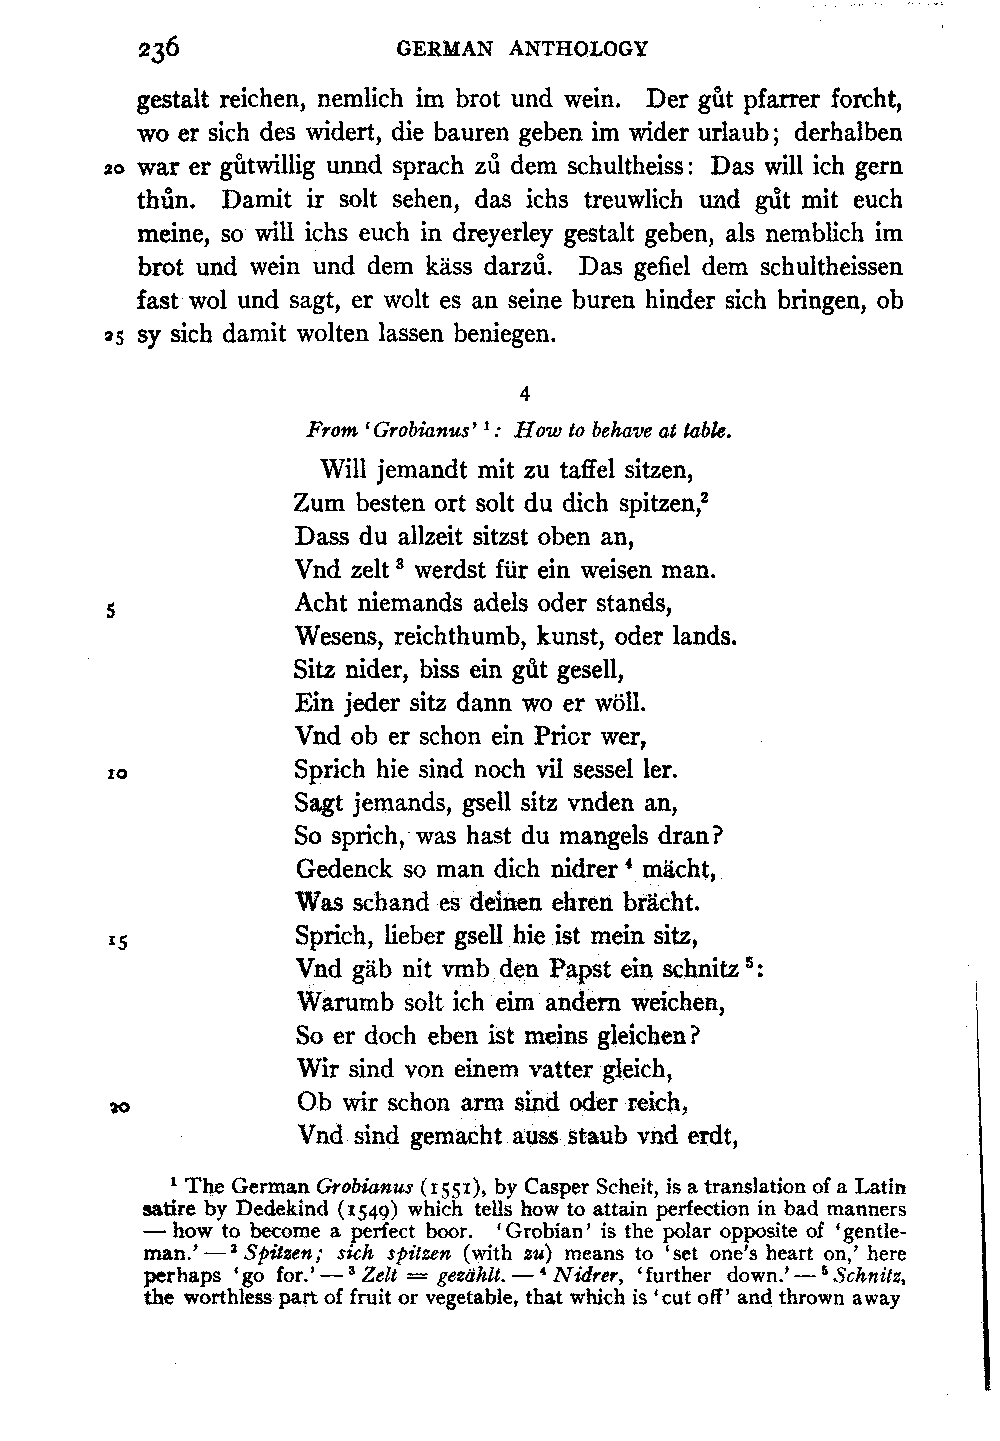 236 GERMAN ANTHOLOGY
gestalt reichen, nemlich im brot und wein. Der gůt pfarrer forcht,
wo er sich des widert, die bauren geben im wider urlaub; derhalben
20 war er gůtwillig unnd sprach zů dem schultheiss: Das will ich gern
thůn. Damit ir solt sehen, das ichs treuwlich und gůt mit euch
meine, so will ichs euch in dreyerley gestalt geben, als nemblich im
brot und wein und dem käss darzů. Das gefiel dem schultheissen
fast wol und sagt, er wolt es an seine buren hinder sich bringen, ob
25 sy sich damit wolten lassen beniegen.
4
From ‘Grobianus’ ¹: How to behave at table.
Will jemandt mit zu taffel sitzen,
Zum besten ort solt du dich spitzen,²
Dass du allzeit sitzst oben an,
Vnd zelt ³ werdst für ein weisen man.
5 Acht niemands adels oder stands,
Wesens, reichthumb, kunst, oder lands.
Sitz nider, biss ein gůt gesell,
Ein jeder sitz dann wo er wöll.
Vnd ob er schon ein Prior wer,
10 Sprich hie sind noch vil sessel ler.
Sagt jemands, gsell sitz vnden an,
So sprich, was hast du mangels dran?
Gedenck so man dich nidrer ⁴ mächt,
Was schand es deinen ehren brächt.
15 Sprich, lieber gsell hie ist mein sitz,
Vnd gäb nit vmb den Papst ein schnitz ⁵:
Warumb solt ich eim andern weichen,
So er doch eben ist meins gleichen?
Wir sind von einem vatter gleich,
20 Ob wir schon arm sind oder reich,
Vnd sind gemacht auss staub vnd erdt,
¹ The German Grobianus (1551), by Casper Scheit, is a translation of a Latin
satire by Dedekind (1549) which tells how to attain perfection in bad manners
— how to become a perfect boor. ‘Grobian’ is the polar opposite of ‘gentle-
man.’ — ² Spitzen; sich spitzen (with zu) means to ‘set one's heart on,’ here
perhaps ‘go for.’ — ³ Zelt = gezählt. — ⁴ Nidrer, ‘further down.’ — ⁵ Schnitz,
the worthless part of fruit or vegetable, that which is ‘cut off’ and thrown away